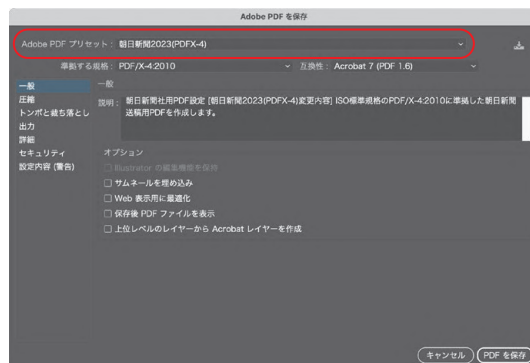 Adobe PDF を保存
Adobe PDF プリセット： 朝日新聞2023(PDFX-4)
準拠する規格： PDF/X-4:2010 互換性： Acrobat 7 (PDF 1.6)
一般
圧縮
トンボと裁ち落とし
出力
詳細
セキュリティ
設定内容 (警告)
一般
説明： 朝日新聞社用PDF設定 [朝日新聞2023(PDFX-4)変更内容] ISO標準規格のPDF/X-4:2010に準拠した朝日新聞
送稿用PDFを作成します。
オプション
Illustrator の編集機能を保持
サムネールを埋め込み
Web 表示用に最適化
保存後 PDF ファイルを表示
上位レベルのレイヤーから Acrobat レイヤーを作成
キャンセル PDF を保存